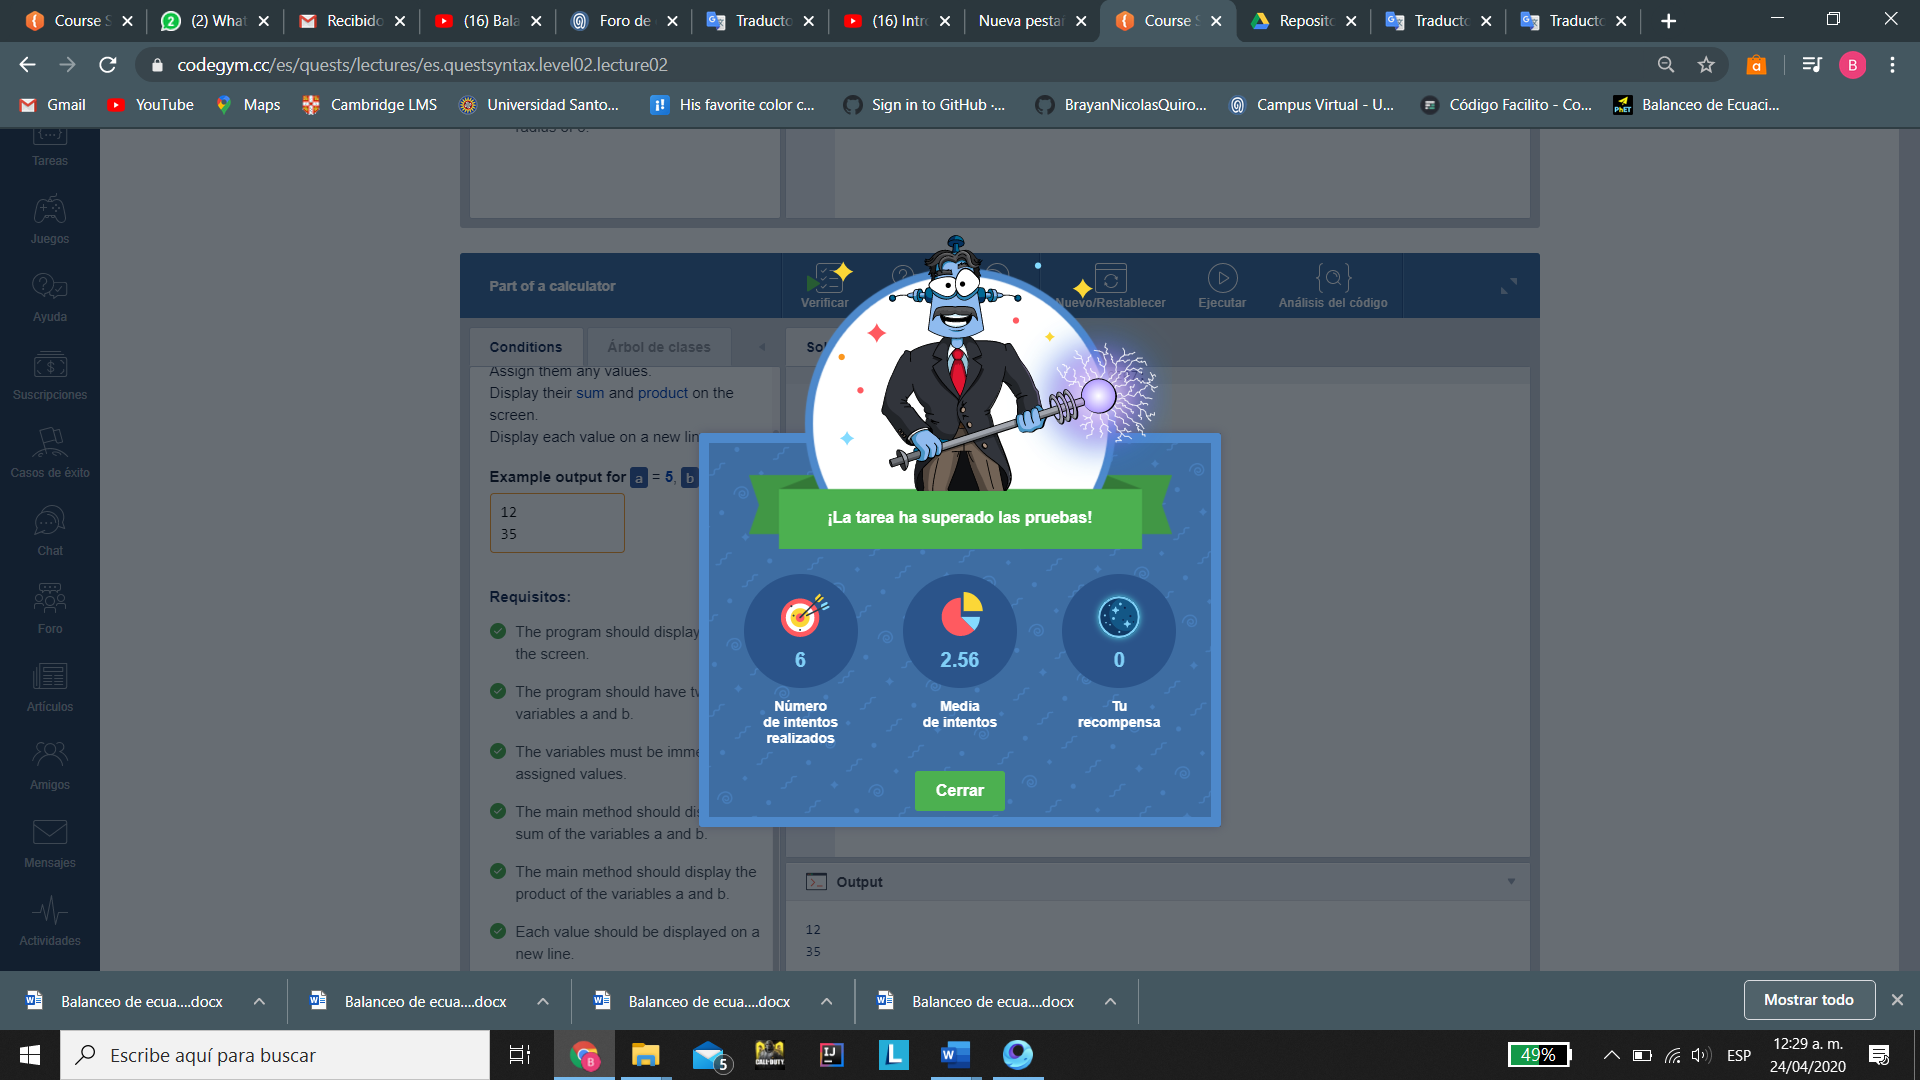 Course S
(2) What
Recibido
(16) Bala
Foro de
Traducto
(16) Intro
Nueva pesta
Course S
Reposito
Traducto
Traducto
codegym.cc/es/quests/lectures/es.questsyntax.level02.lecture02
B
Gmail
YouTube
Maps
Cambridge LMS
Universidad Santo...
His favorite color c...
Sign in to GitHub ·...
BrayanNicolasQuiro...
Campus Virtual - U...
Código Facilito - Co...
Balanceo de Ecuaci...
Tareas
Juegos
Ayuda
Suscripciones
Casos de éxito
Chat
Foro
Artículos
Amigos
Mensajes
Actividades
Part of a calculator
Verificar
Nuevo/Restablecer
Ejecutar
Análisis del código
Conditions
Árbol de clases
Sol
Assign them any values.
Display their sum and product on the
screen.
Display each value on a new lin
Example output for a = 5, b
12
35
Requisitos:
The program should display
the screen.
The program should have tw
variables a and b.
The variables must be imme
assigned values.
The main method should dis
sum of the variables a and b.
The main method should display the
product of the variables a and b.
Each value should be displayed on a
new line.
¡La tarea ha superado las pruebas!
6
2.56
0
Número
de intentos
realizados
Media
de intentos
Tu
recompensa
Cerrar
Output
12
35
Balanceo de ecua....docx
Balanceo de ecua....docx
Balanceo de ecua....docx
Balanceo de ecua....docx
Mostrar todo
Escribe aquí para buscar
5
49%
ESP
12:29 a. m.
24/04/2020